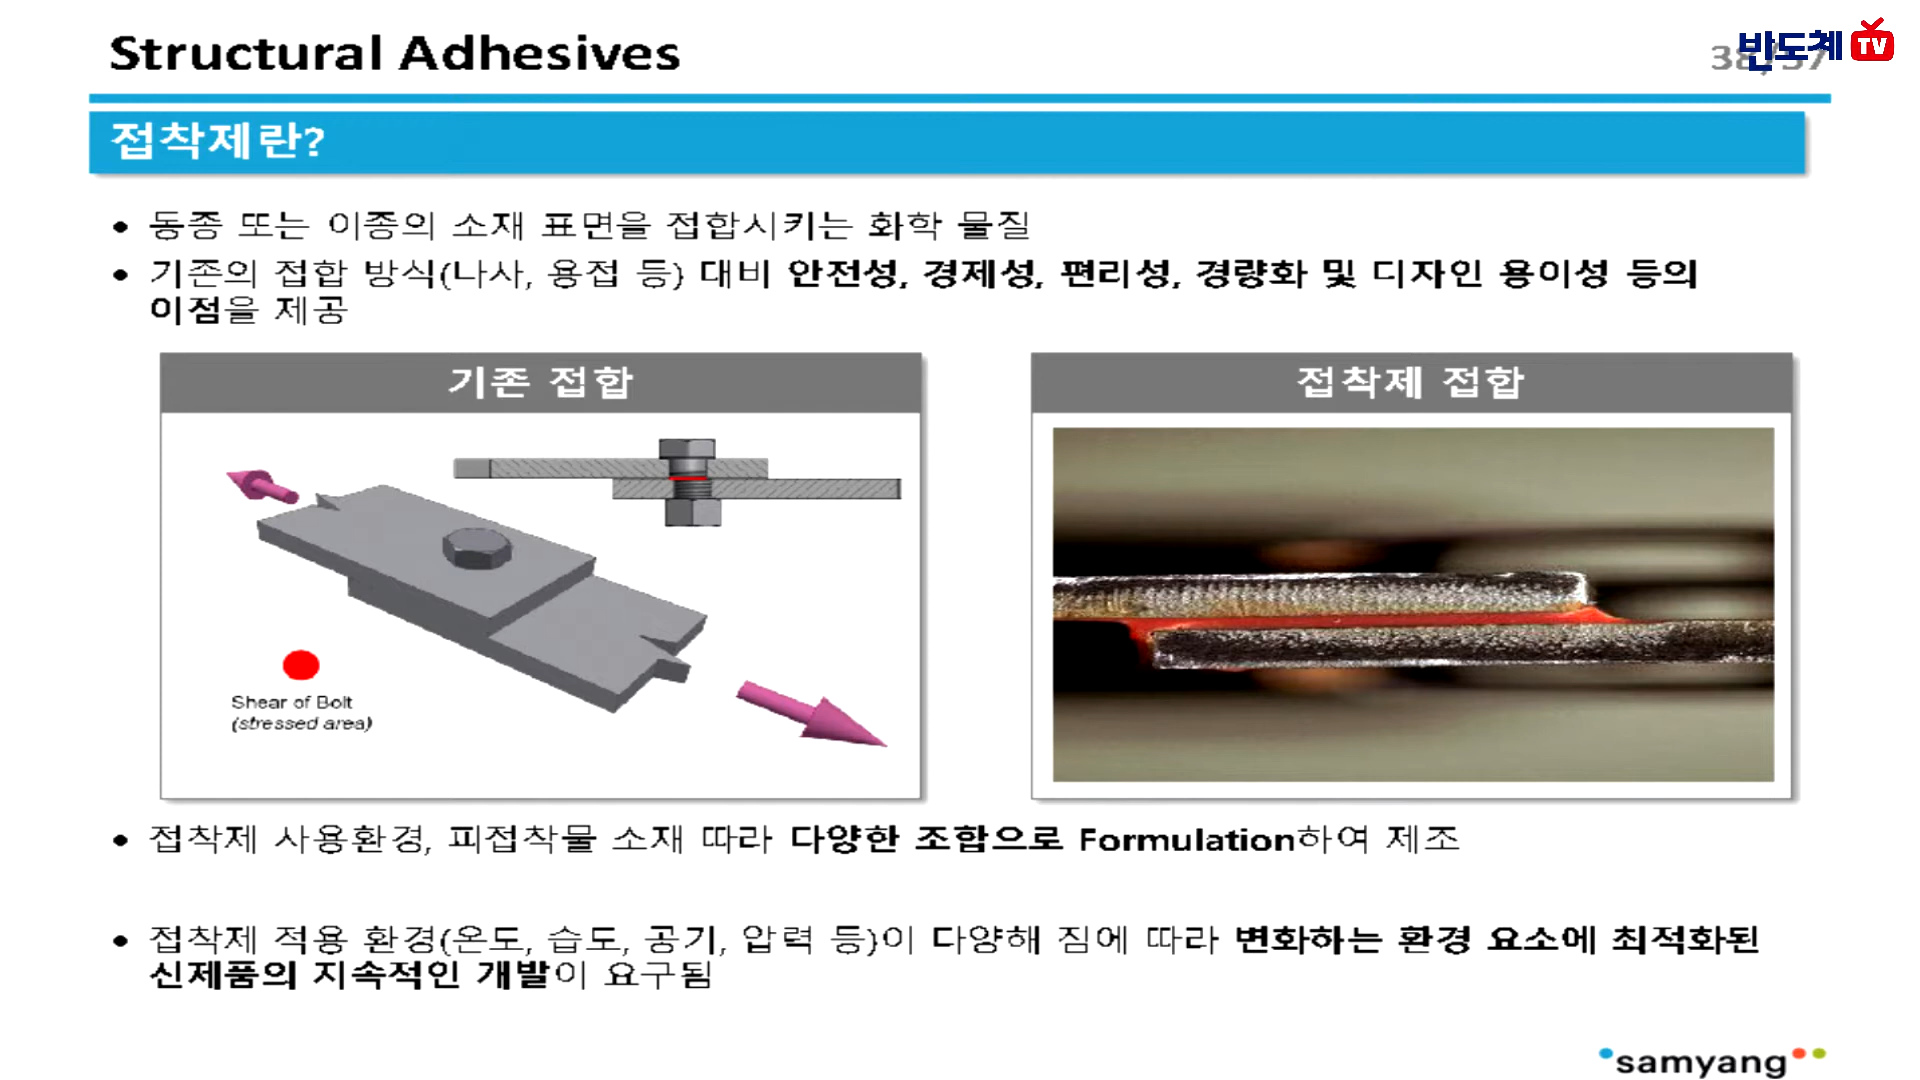 Structural Adhesives
반도체 TV
접착제란?
• 동종 또는 이종의 소재 표면을 접합시키는 화학 물질
• 기존의 접합 방식(나사, 용접 등) 대비 안전성, 경제성, 편리성, 경량화 및 디자인 용이성 등의
이점을 제공
기존 접합
접착제 접합
Shear of Bolt
(stressed area)
• 접착제 사용환경, 피접착물 소재 따라 다양한 조합으로 Formulation하여 제조
• 접착제 적용 환경(온도, 습도, 공기, 압력 등)이 다양해 짐에 따라 변화하는 환경 요소에 최적화된
신제품의 지속적인 개발이 요구됨
samyang